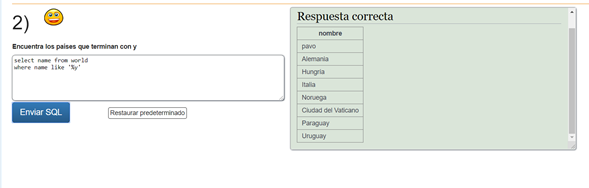 2)
Encuentra los países que terminan con y
select name from world
where name like '%y'
Enviar SQL
Restaurar predeterminado
Respuesta correcta
nombre
pavo
Alemania
Hungría
Italia
Noruega
Ciudad del Vaticano
Paraguay
Uruguay